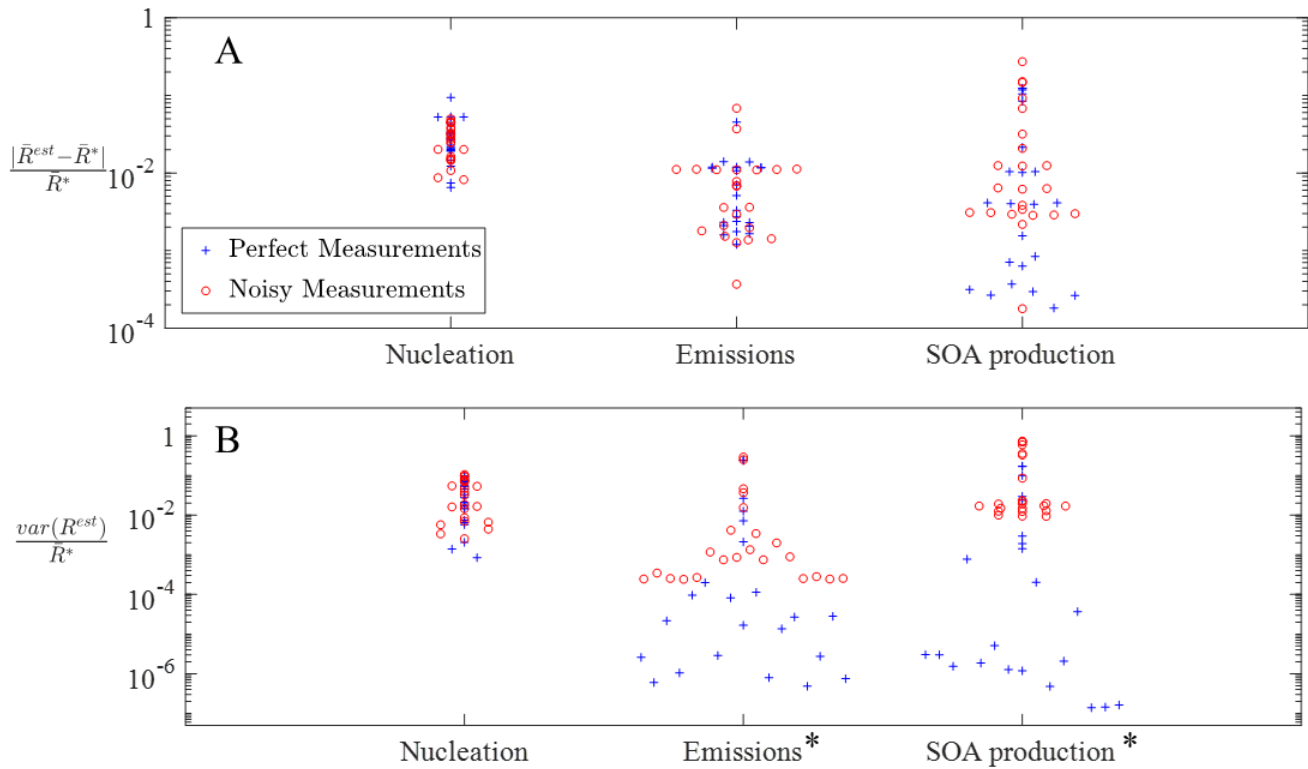 A
1
10^-2
10^-4
|R̄^est − R̄*|
R̄*
+ Perfect Measurements
○ Noisy Measurements
Nucleation Emissions SOA production
B
1
10^-2
10^-4
10^-6
var(R^est)
R̄*
Nucleation Emissions* SOA production*